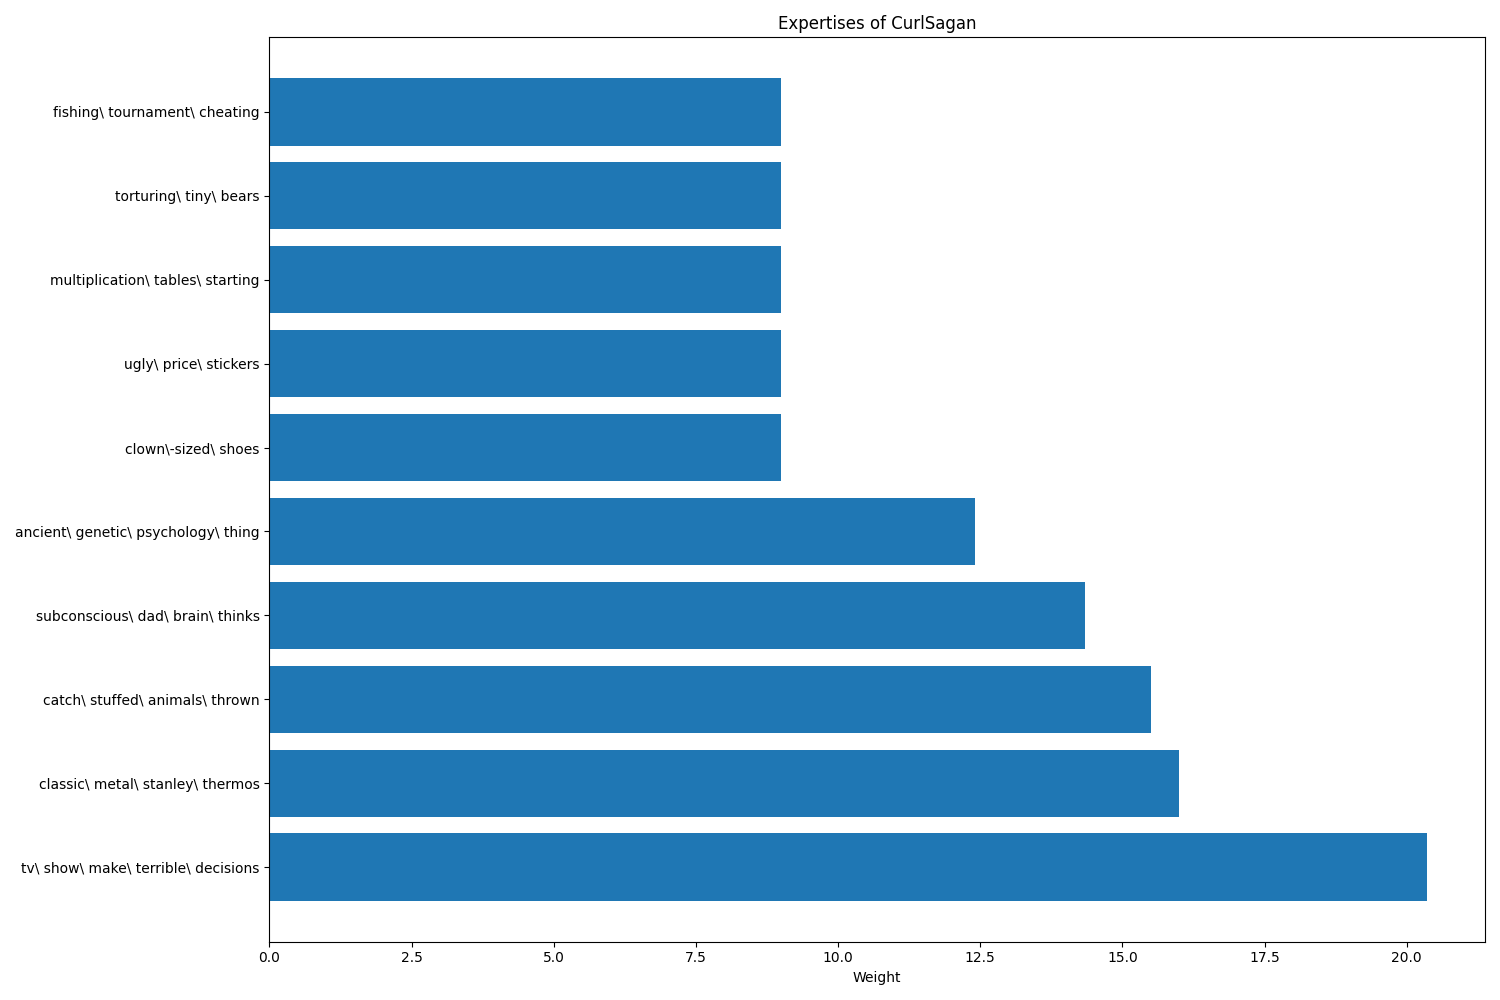 Expertises of CurlSagan
fishing\ tournament\ cheating
torturing\ tiny\ bears
multiplication\ tables\ starting
ugly\ price\ stickers
clown\-sized\ shoes
ancient\ genetic\ psychology\ thing
subconscious\ dad\ brain\ thinks
catch\ stuffed\ animals\ thrown
classic\ metal\ stanley\ thermos
tv\ show\ make\ terrible\ decisions
0.0 2.5 5.0 7.5 10.0 12.5 15.0 17.5 20.0
Weight